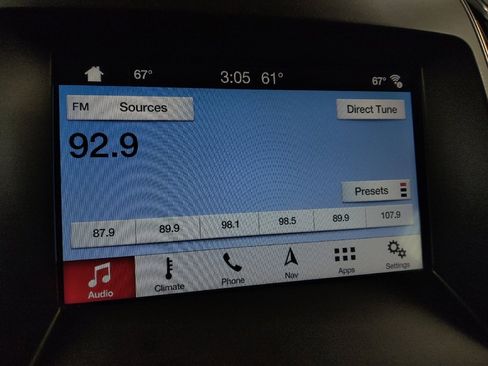 67° 3:05 61° 67°
FM Sources Direct Tune
92.9
Presets
87.9 89.9 98.1 98.5 89.9 107.9
Audio Climate Phone Nav Apps Settings